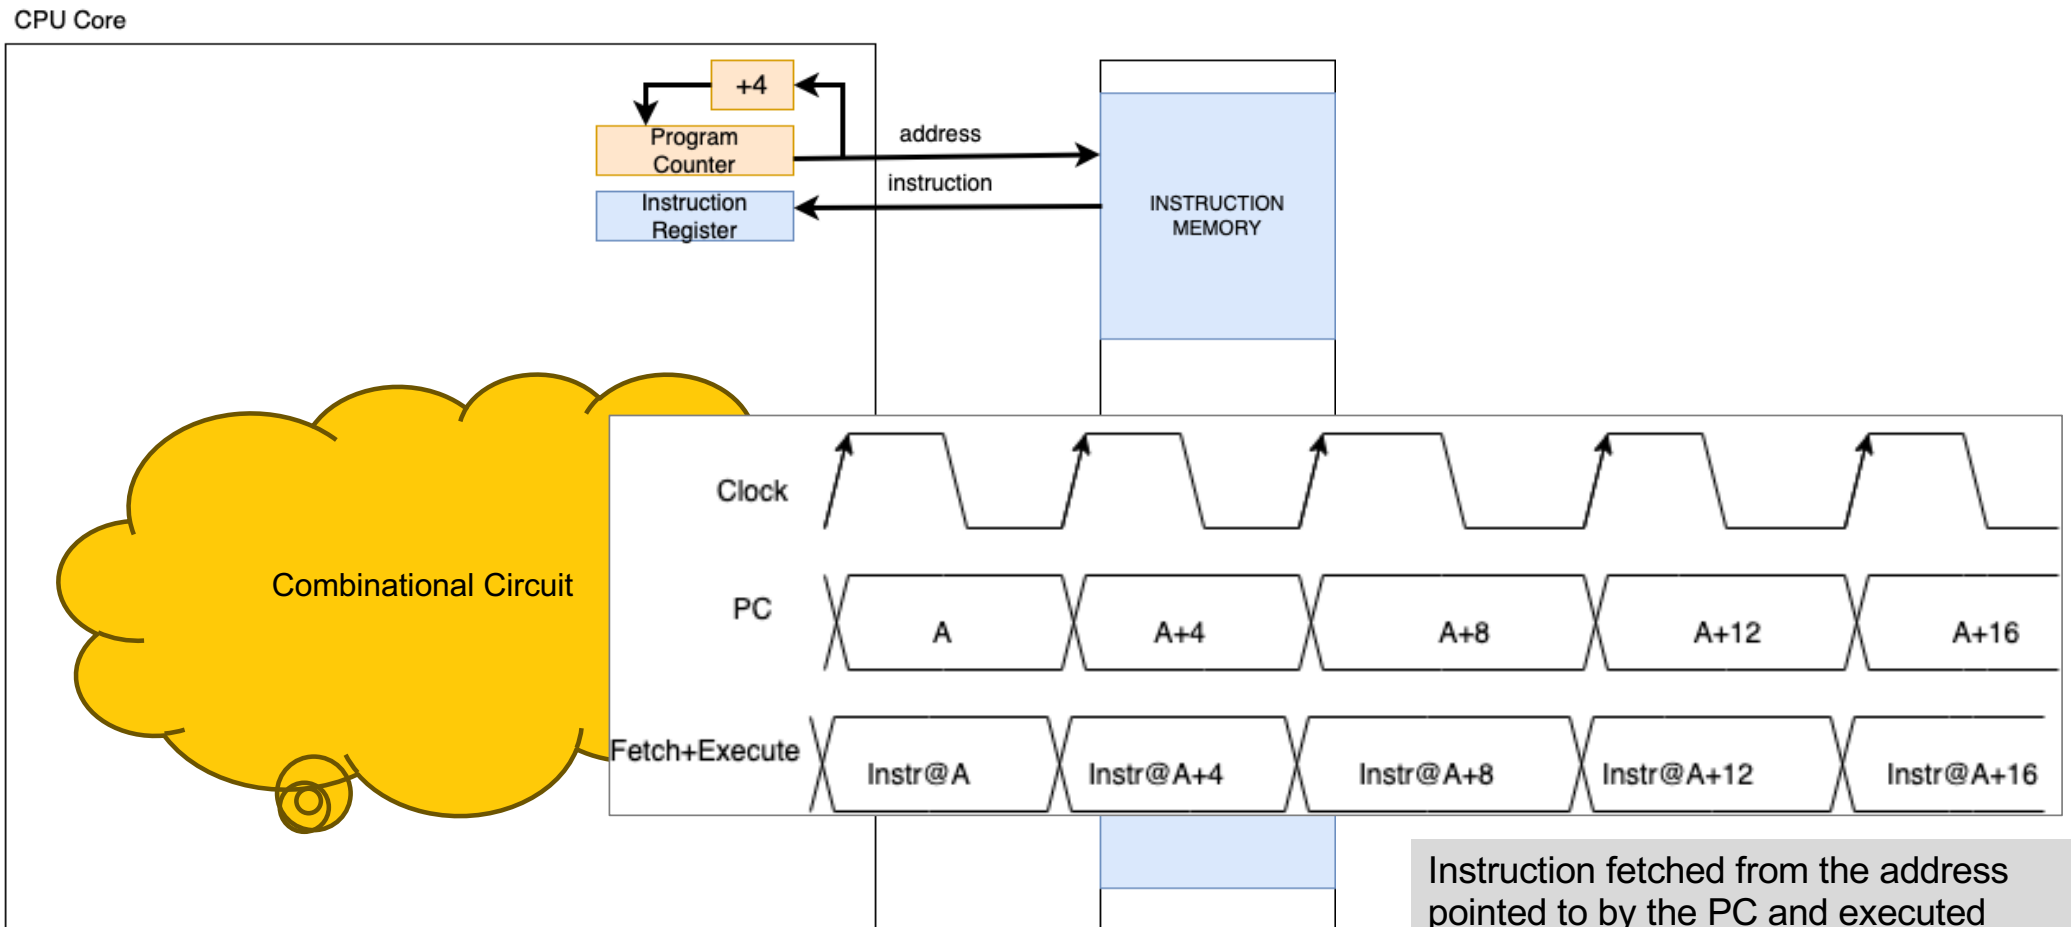 CPU Core
+4
Program
Counter
address
instruction
Instruction
Register
INSTRUCTION
MEMORY
Combinational Circuit
Clock
PC
A
A+4
A+8
A+12
A+16
Fetch+Execute
Instr@A
Instr@A+4
Instr@A+8
Instr@A+12
Instr@A+16
Instruction fetched from the address
pointed to by the PC and executed